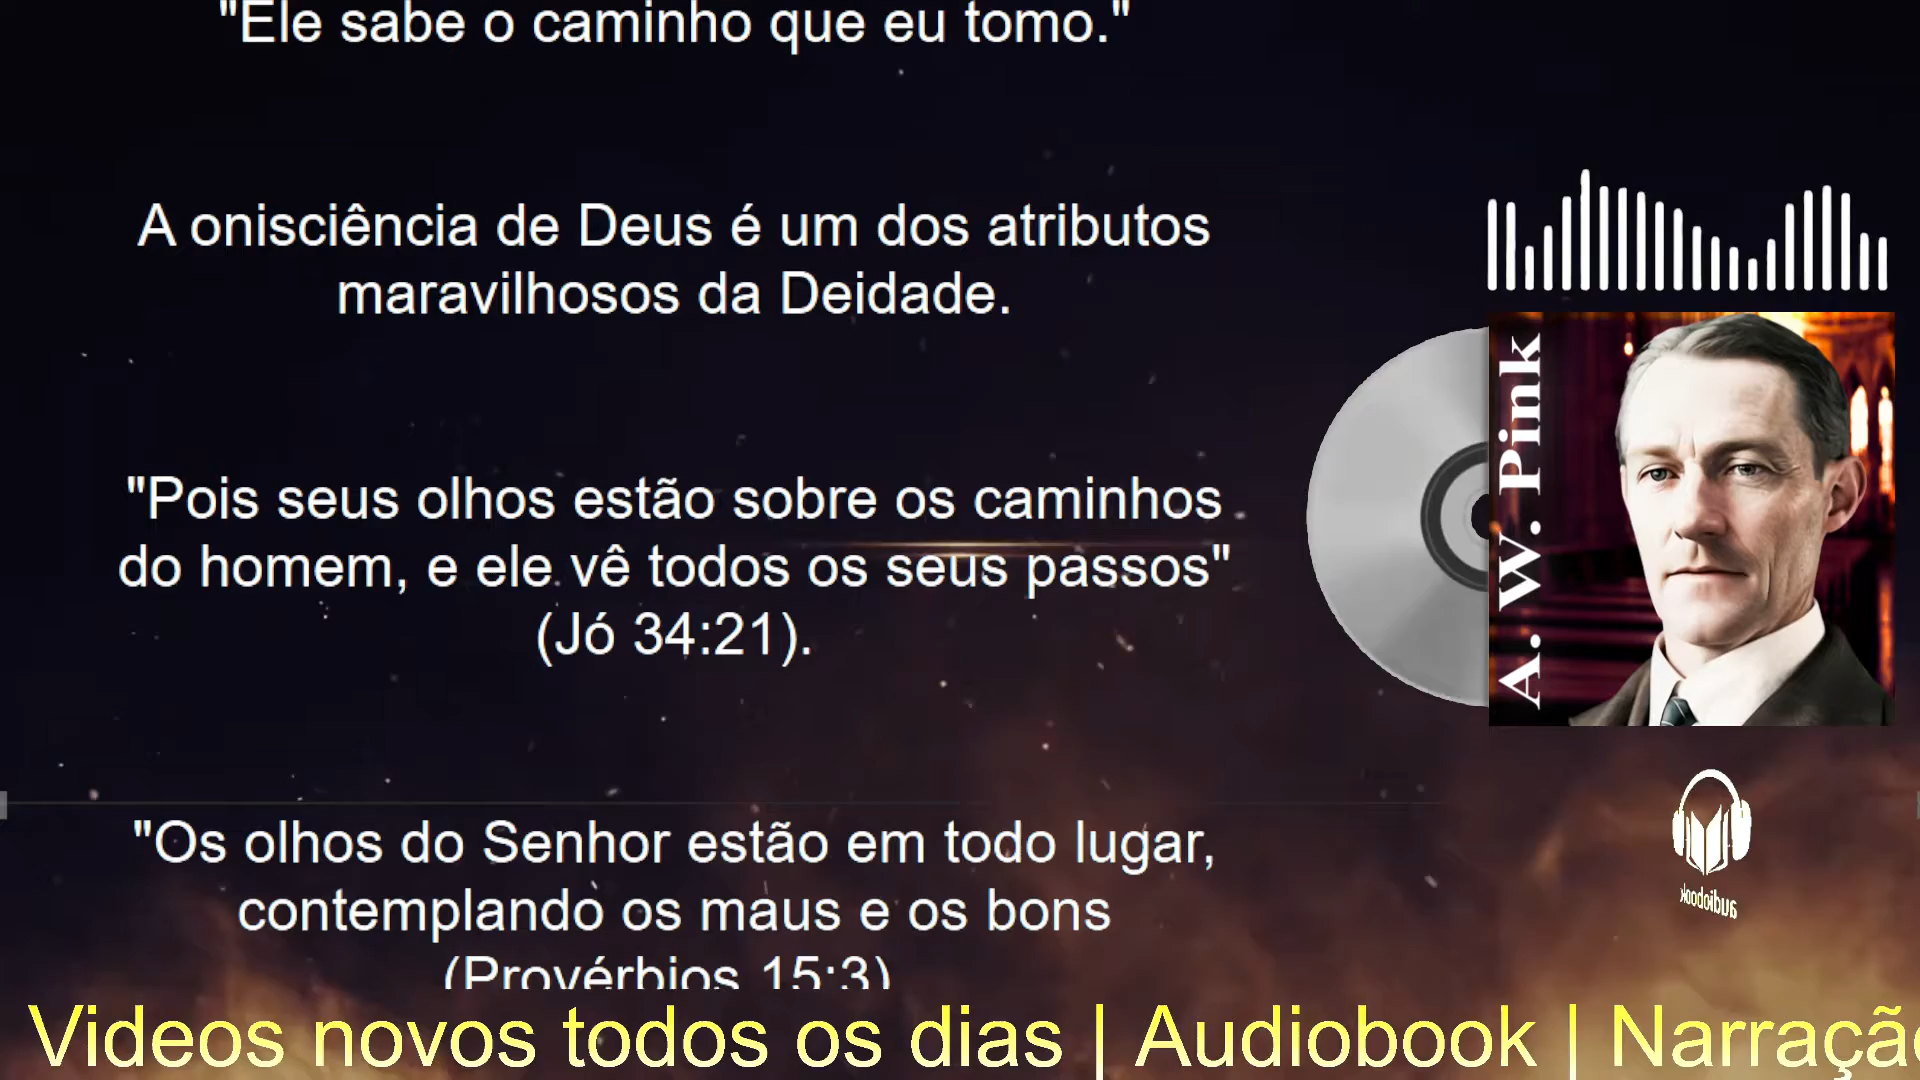 "Ele sabe o caminho que eu tomo."
A onisciência de Deus é um dos atributos
maravilhosos da Deidade.
"Pois seus olhos estão sobre os caminhos
do homem, e ele vê todos os seus passos"
(Jó 34:21).
"Os olhos do Senhor estão em todo lugar,
contemplando os maus e os bons
(Provérbios 15:3)
A. W. Pink
audiobook
Videos novos todos os dias | Audiobook | Narração